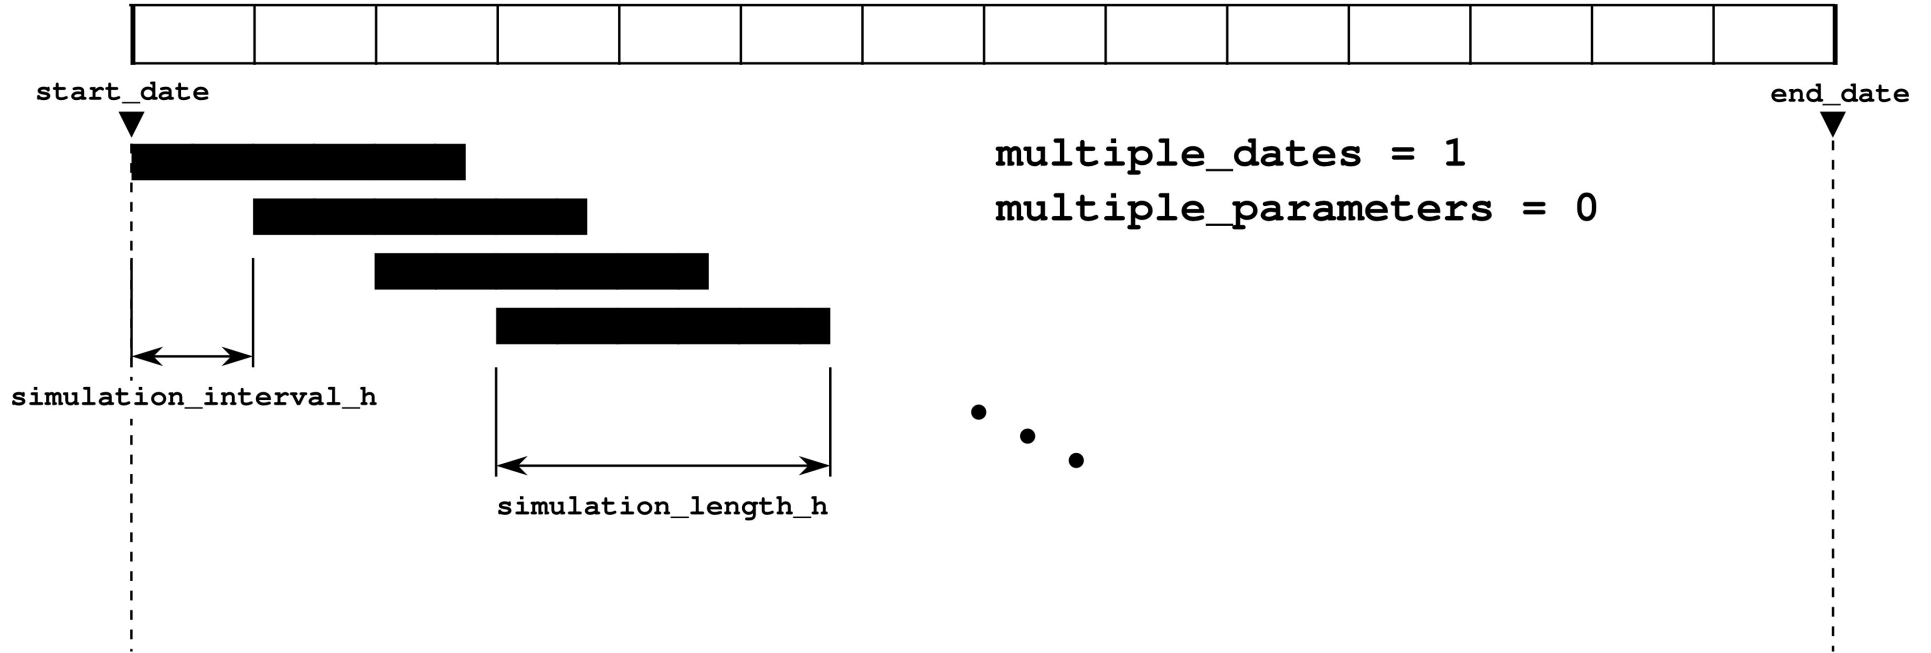 start_date
end_date
multiple_dates = 1
multiple_parameters = 0
simulation_interval_h
simulation_length_h